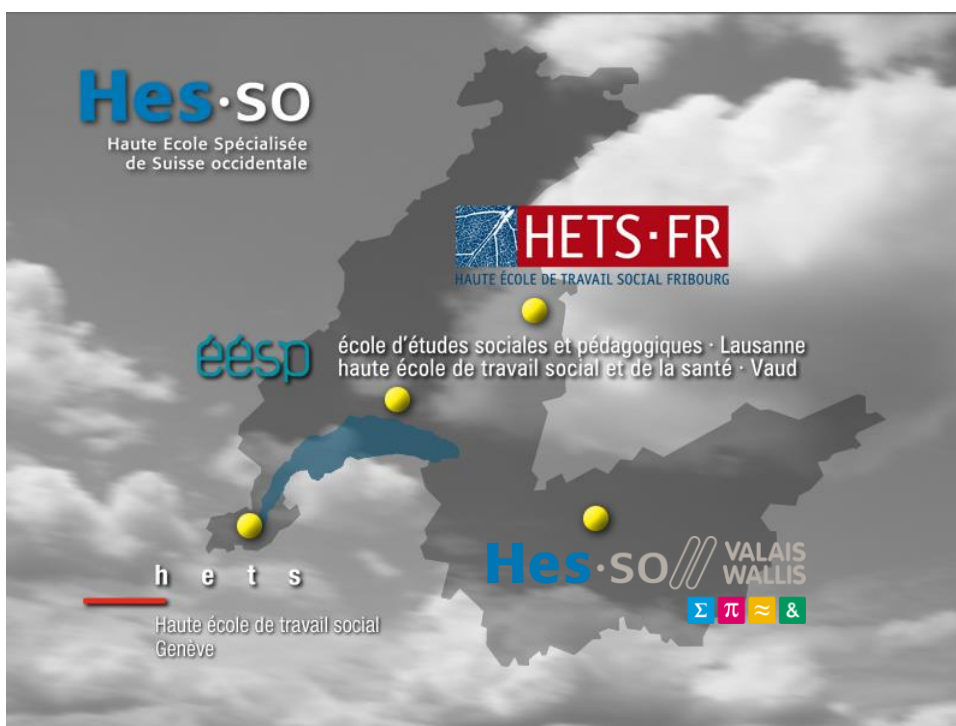 Hes·so
Haute Ecole Spécialisée
de Suisse occidentale
HETS·FR
HAUTE ÉCOLE DE TRAVAIL SOCIAL FRIBOURG
éésp
école d'études sociales et pédagogiques · Lausanne
haute école de travail social et de la santé · Vaud
Hes·so
VALAIS
WALLIS
Σ π ≈ &
h e t s
Haute école de travail social
Genève